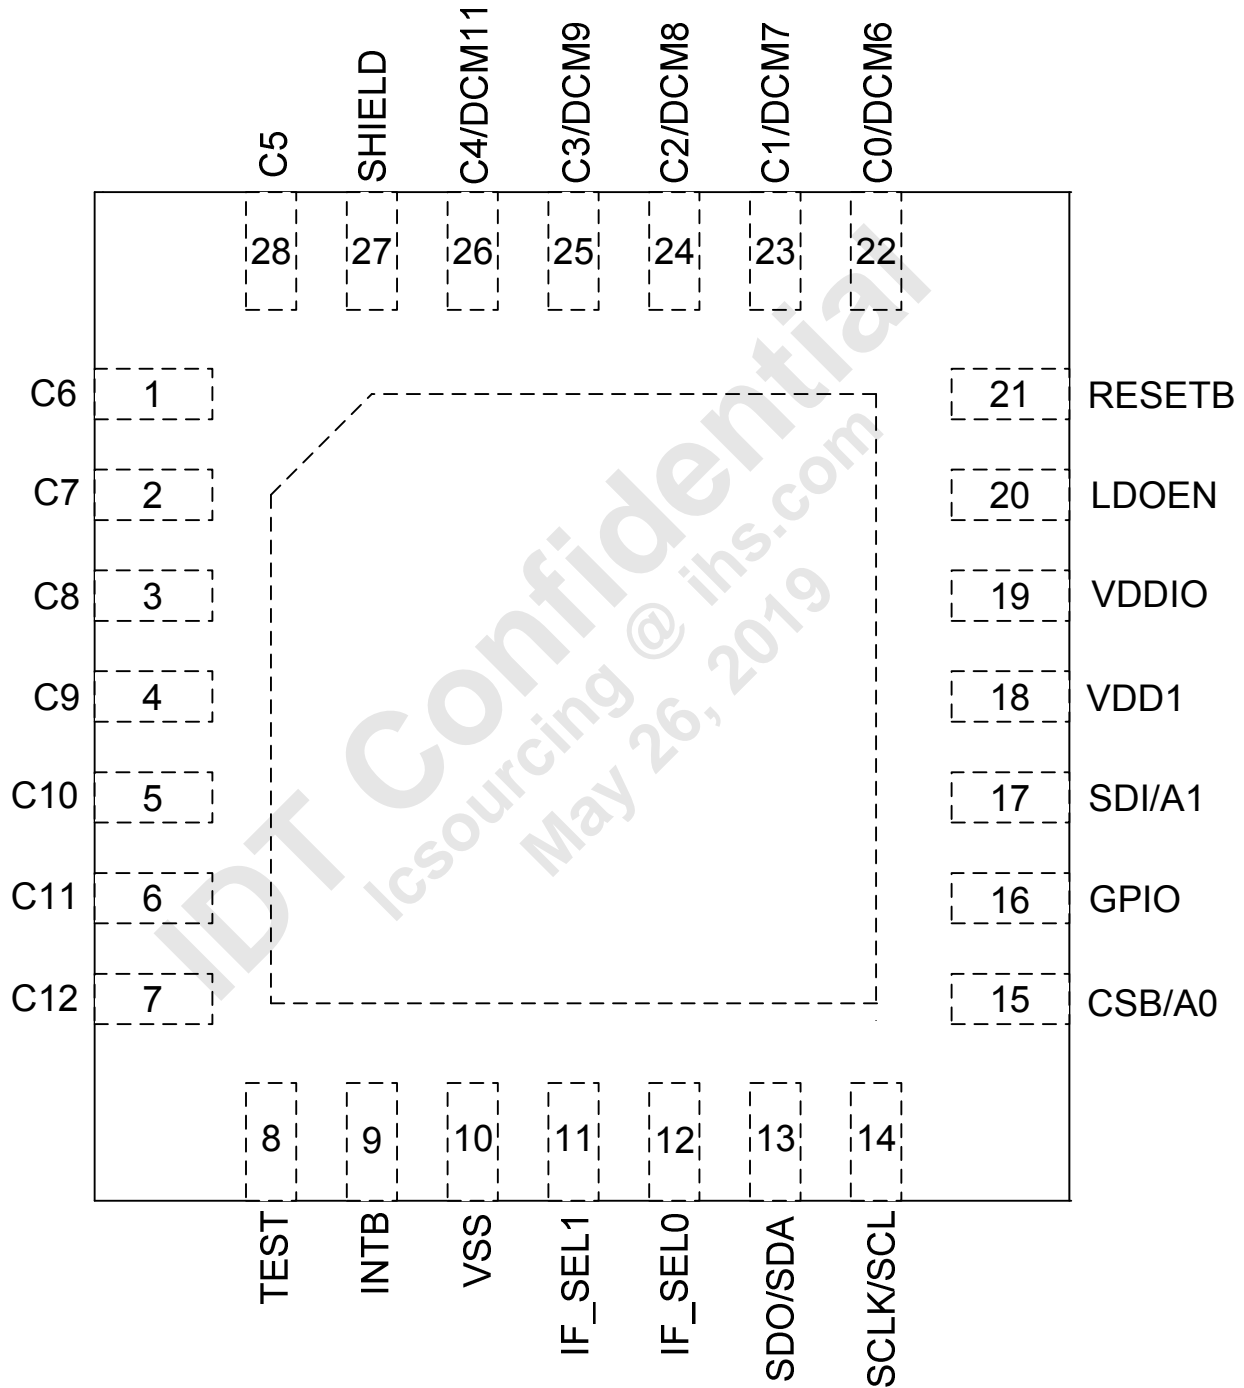 C5
SHIELD
C4/DCM11
C3/DCM9
C2/DCM8
C1/DCM7
C0/DCM6
28
27
26
25
24
23
22
C6
1
21
RESETB
C7
2
20
LDOEN
C8
3
19
VDDIO
C9
4
18
VDD1
C10
5
17
SDI/A1
C11
6
16
GPIO
C12
7
15
CSB/A0
8
9
10
11
12
13
14
TEST
INTB
VSS
IF_SEL1
IF_SEL0
SDO/SDA
SCLK/SCL
IDT Confidential
Icsourcing @ ihs.com
May 26, 2019